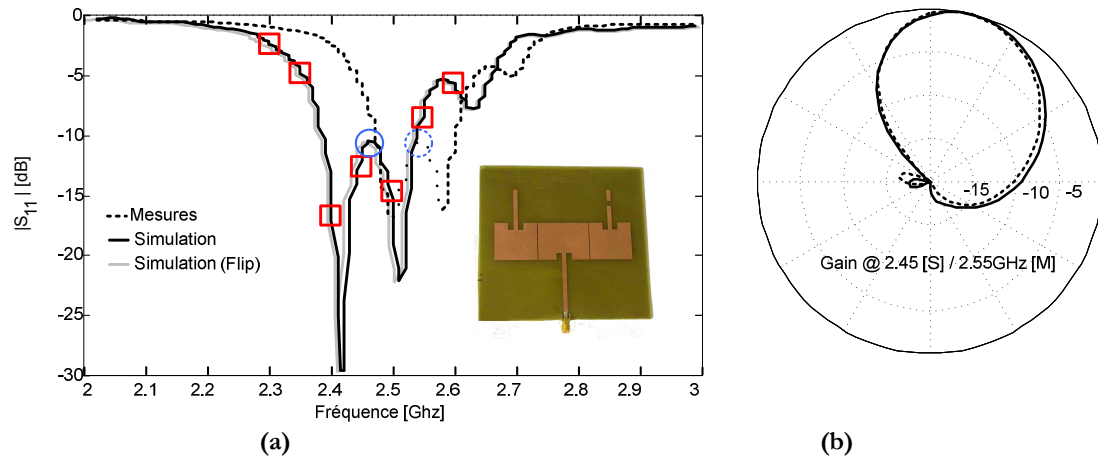 0
-5
-10
-15
-20
-25
-30
|S11| [dB]
Mesures
Simulation
Simulation (Flip)
2 2.1 2.2 2.3 2.4 2.5 2.6 2.7 2.8 2.9 3
Fréquence [Ghz]
(a)
-15 -10 -5
Gain @ 2.45 [S] / 2.55GHz [M]
(b)